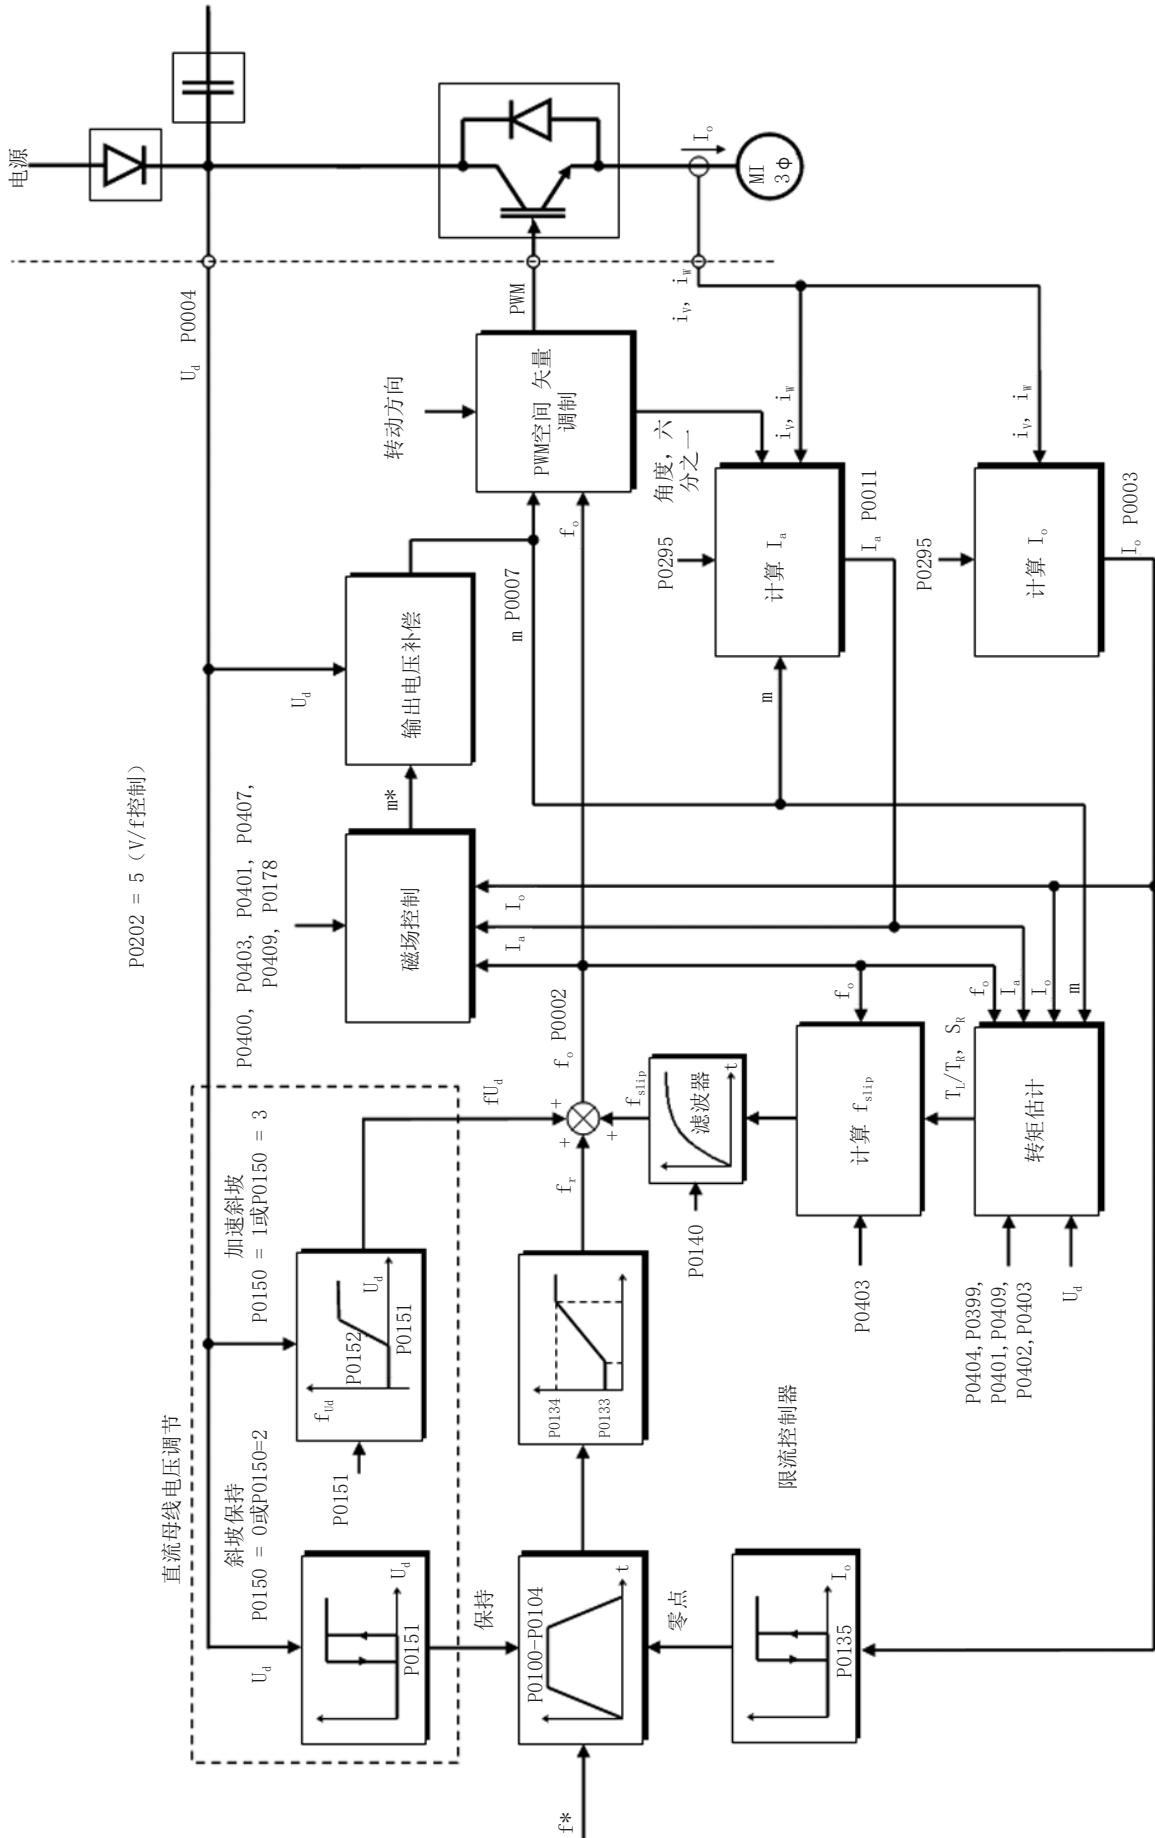 P0202 = 5（V/f控制）
直流母线电压调节
斜坡保持
P0150 = 0或P0150=2
加速斜坡
P0150 = 1或P0150 = 3
U_d
U_d P0004
电源
P0151
U_d
P0151
f_Ud
P0152
U_d
P0151
fU_d
P0400, P0403, P0401, P0407,
P0409, P0178
磁场控制
m*
U_d
输出电压补偿
转动方向
PWM空间 矢量
调制
PWM
I_o
MI
3φ
保持
f*
P0100-P0104
t
P0134
P0133
f_r
+
+
+
f_o P0002
I_a
I_o
m P0007
f_o
i_V, i_W
零点
I_o
P0135
限流控制器
P0140
滤波器
t
f_slip
P0403
计算 f_slip
f_o
T_L/T_R, S_R
P0404,P0399,
P0401,P0409,
P0402,P0403
U_d
转矩估计
f_o
I_a
I_o
m
m
P0295
角度，六
分之一
i_V, i_W
计算 I_a
I_a P0011
P0295
i_V, i_W
计算 I_o
I_o P0003